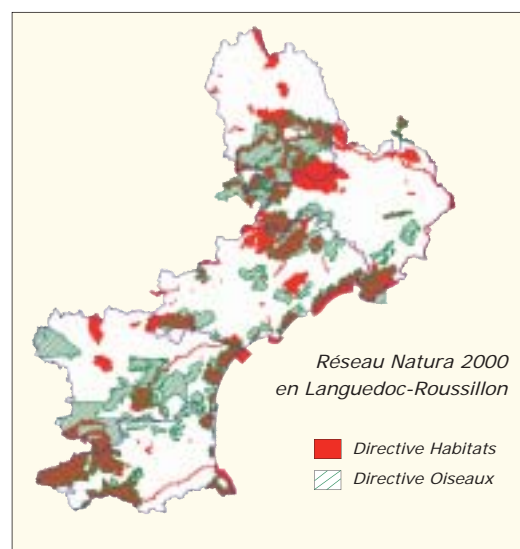 Réseau Natura 2000
en Languedoc-Roussillon
Directive Habitats
Directive Oiseaux